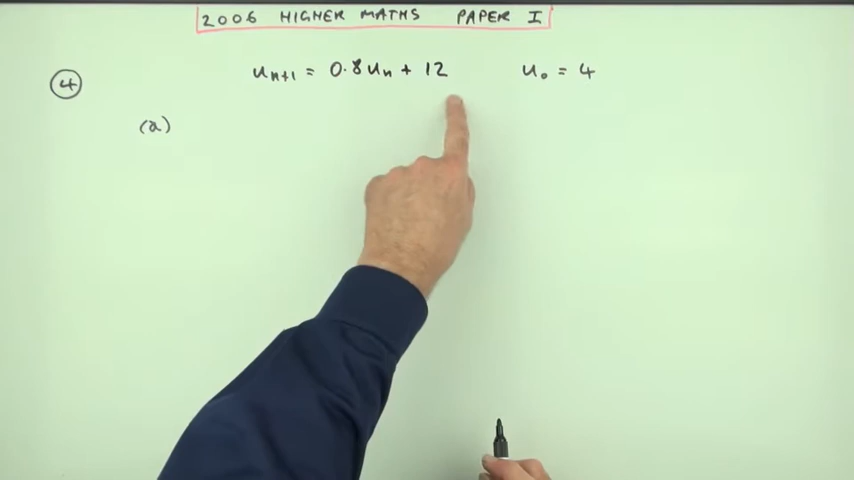 2006 HIGHER MATHS PAPER I
④ uₙ₊₁ = 0.8uₙ + 12 u₀ = 4
(a)